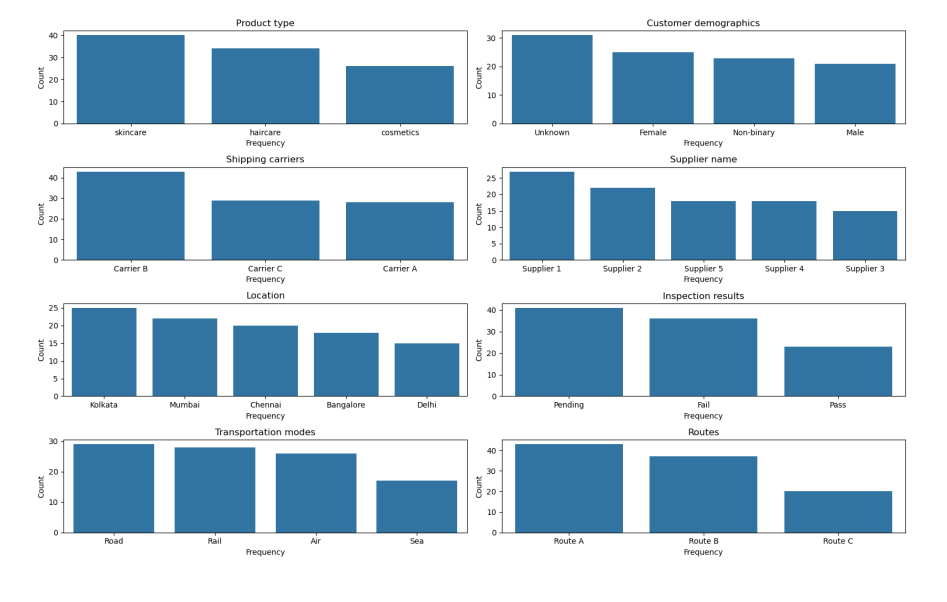 Product type
Count
40
30
20
10
0
skincare haircare cosmetics
Frequency
Customer demographics
Count
30
20
10
0
Unknown Female Non-binary Male
Frequency
Shipping carriers
Count
40
30
20
10
0
Carrier B Carrier C Carrier A
Frequency
Supplier name
Count
25
20
15
10
5
0
Supplier 1 Supplier 2 Supplier 5 Supplier 4 Supplier 3
Frequency
Location
Count
25
20
15
10
5
0
Kolkata Mumbai Chennai Bangalore Delhi
Frequency
Inspection results
Count
40
30
20
10
0
Pending Fail Pass
Frequency
Transportation modes
Count
30
20
10
0
Road Rail Air Sea
Frequency
Routes
Count
40
30
20
10
0
Route A Route B Route C
Frequency